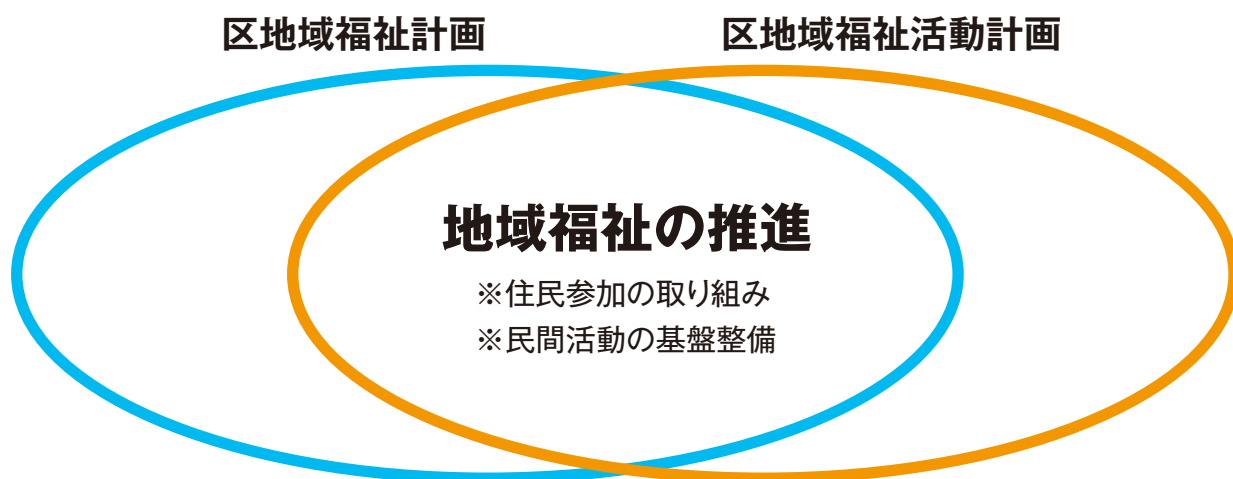 区地域福祉計画
区地域福祉活動計画
地域福祉の推進
※住民参加の取り組み
※民間活動の基盤整備